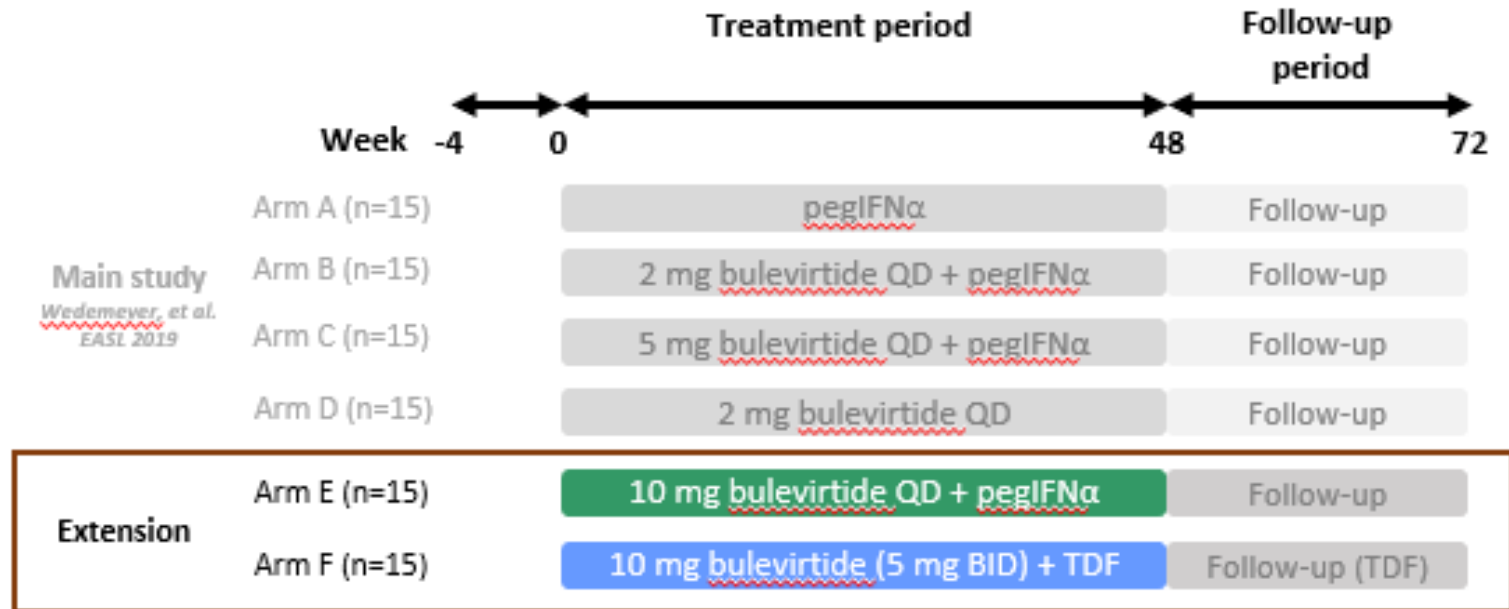 Treatment period
Follow-up
period
Week -4 0 48 72
Arm A (n=15) pegIFNα Follow-up
Main study
Wedemeyer, et al.
EASL 2019
Arm B (n=15) 2 mg bulevirtide QD + pegIFNα Follow-up
Arm C (n=15) 5 mg bulevirtide QD + pegIFNα Follow-up
Arm D (n=15) 2 mg bulevirtide QD Follow-up
Extension
Arm E (n=15) 10 mg bulevirtide QD + pegIFNα Follow-up
Arm F (n=15) 10 mg bulevirtide (5 mg BID) + TDF Follow-up (TDF)